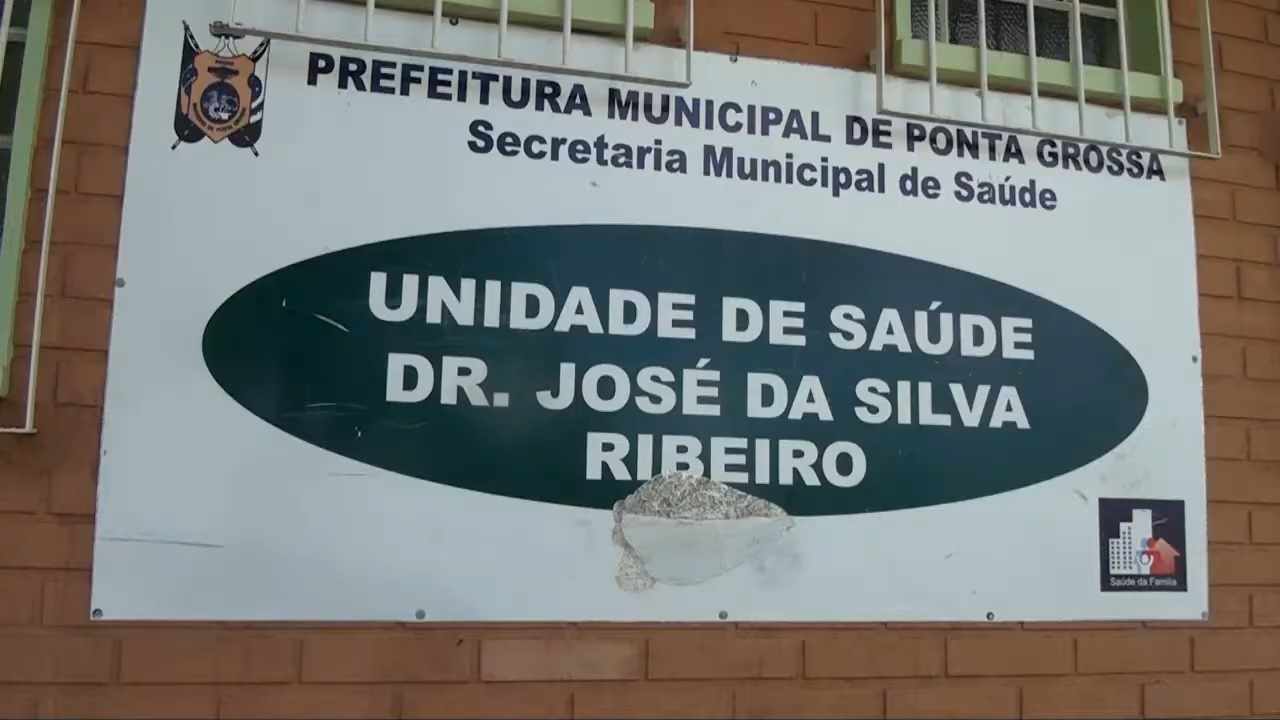 PREFEITURA MUNICIPAL DE PONTA GROSSA
Secretaria Municipal de Saúde
UNIDADE DE SAÚDE
DR. JOSÉ DA SILVA
RIBEIRO
Saúde da Família